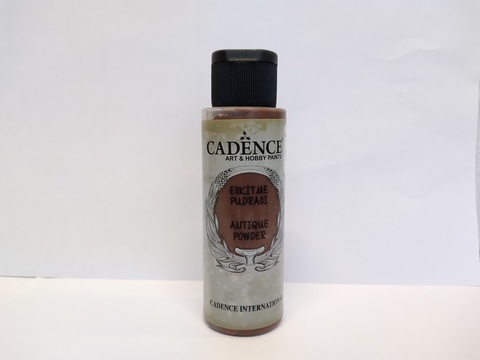 CADENCE
ART & HOBBY PAINTS
ESKİTME
PUDRASI
ANTIQUE
POWDER
CADENCE INTERNATIONAL